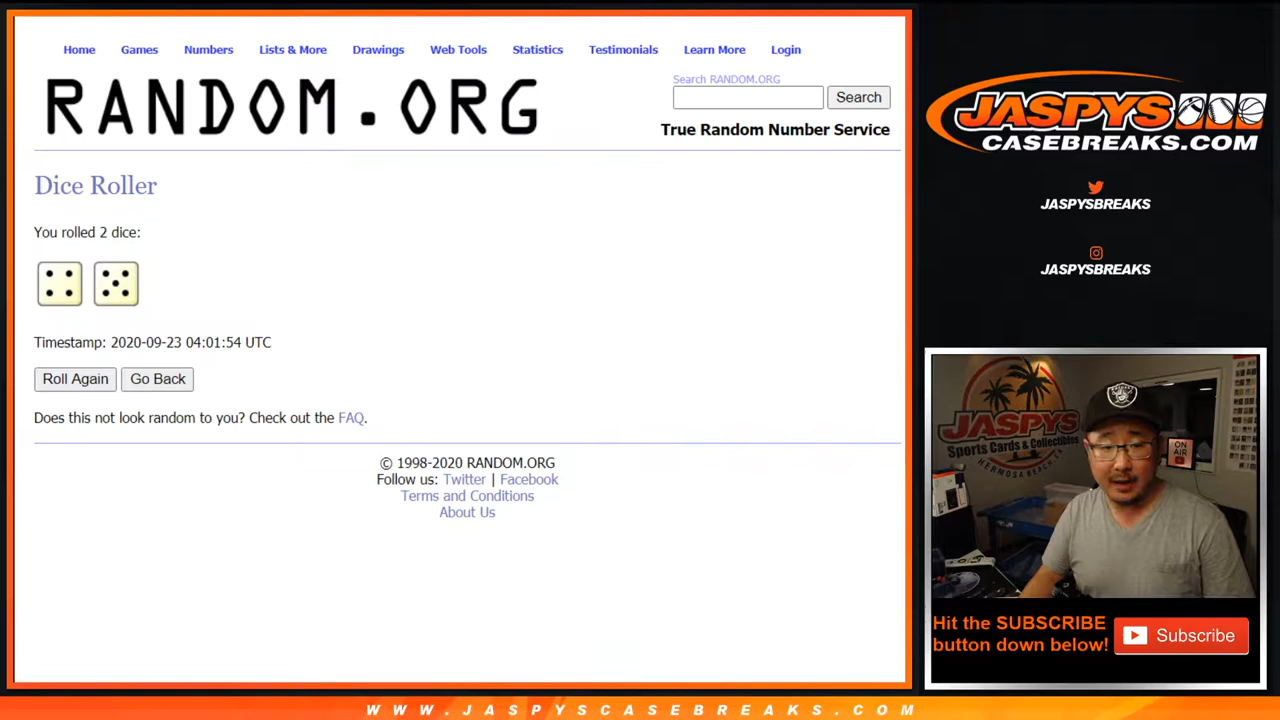 Home Games Numbers Lists & More Drawings Web Tools Statistics Testimonials Learn More Login
RANDOM.ORG
Search RANDOM.ORG
Search
True Random Number Service
Dice Roller
You rolled 2 dice:
Timestamp: 2020-09-23 04:01:54 UTC
Roll Again Go Back
Does this not look random to you? Check out the FAQ.
© 1998-2020 RANDOM.ORG
Follow us: Twitter | Facebook
Terms and Conditions
About Us
JASPYS
CASEBREAKS.COM
JASPYSBREAKS
JASPYSBREAKS
JASPYS
Sports Cards & Collectibles
HERMOSA BEACH, CA
ON
AIR
RAIDERS
Hit the SUBSCRIBE
button down below!
Subscribe
WWW.JASPYSCASEBREAKS.COM